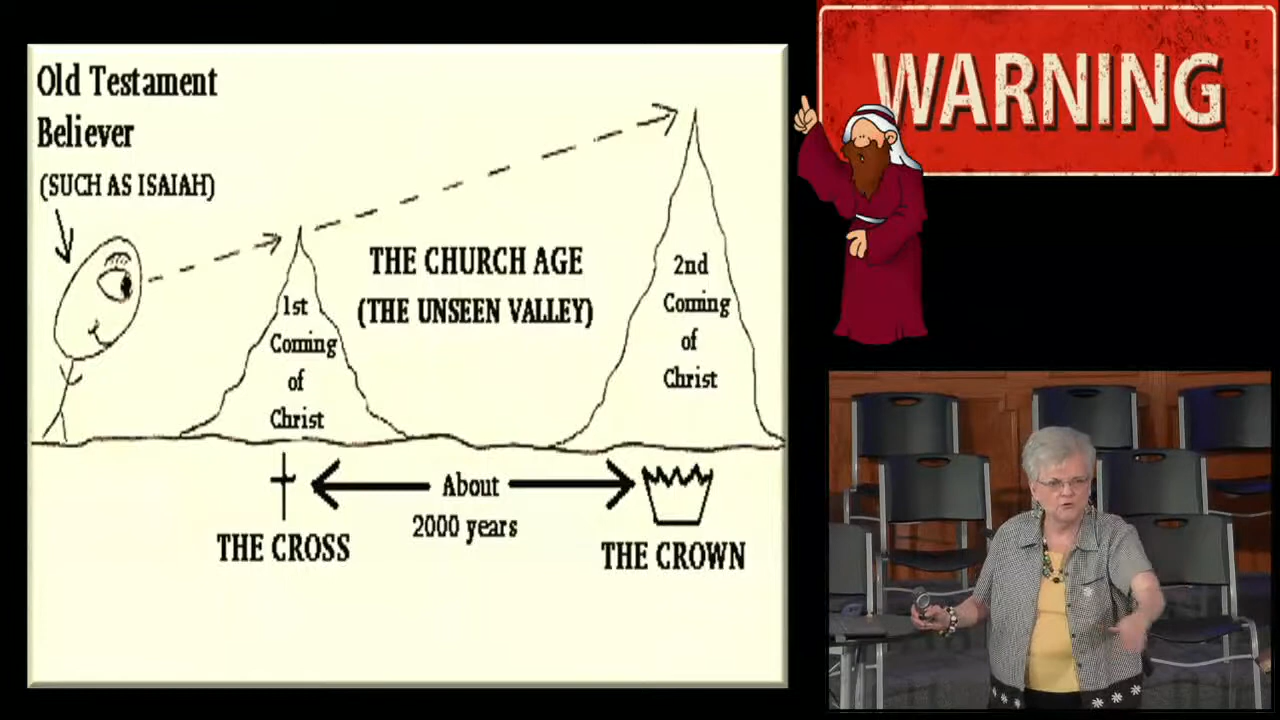 Old Testament
Believer
(SUCH AS ISAIAH)
WARNING
THE CHURCH AGE
(THE UNSEEN VALLEY)
1st
Coming
of
Christ
2nd
Coming
of
Christ
About
2000 years
THE CROSS
THE CROWN